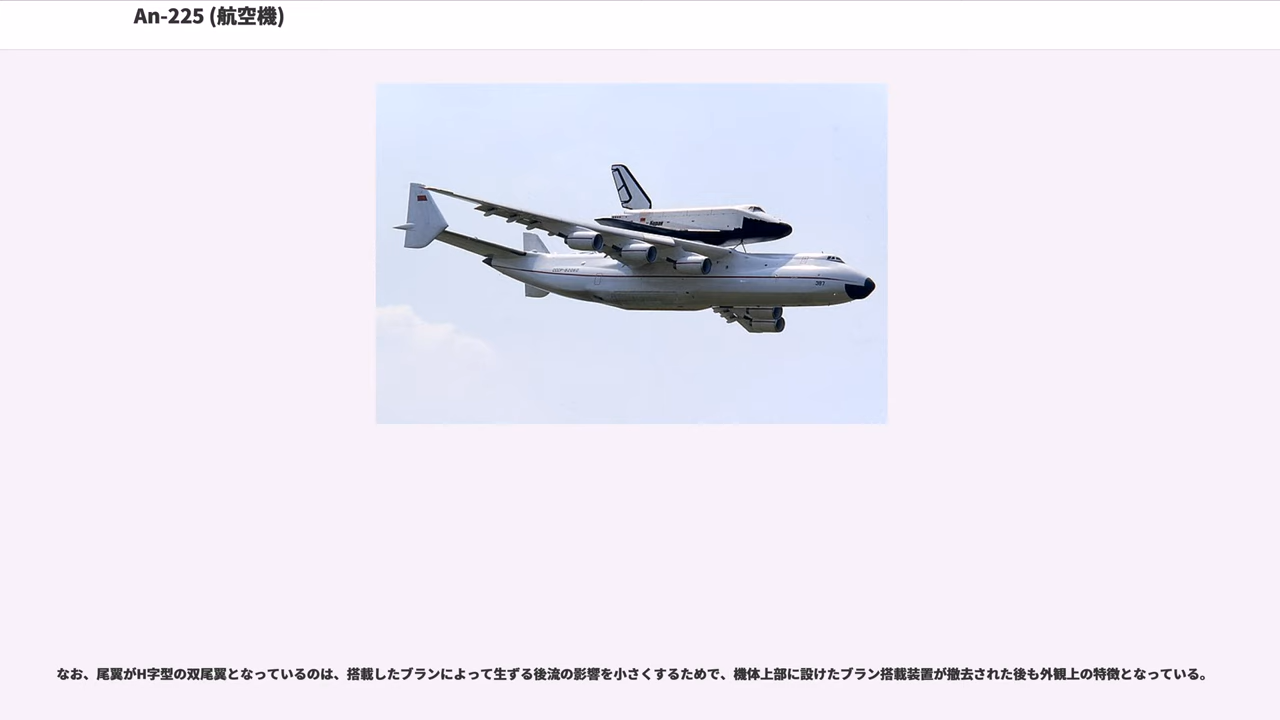 An-225 (航空機)
387
なお、尾翼がH字型の双尾翼となっているのは、搭載したブランによって生ずる後流の影響を小さくするためで、機体上部に設けたブラン搭載装置が撤去された後も外観上の特徴となっている。